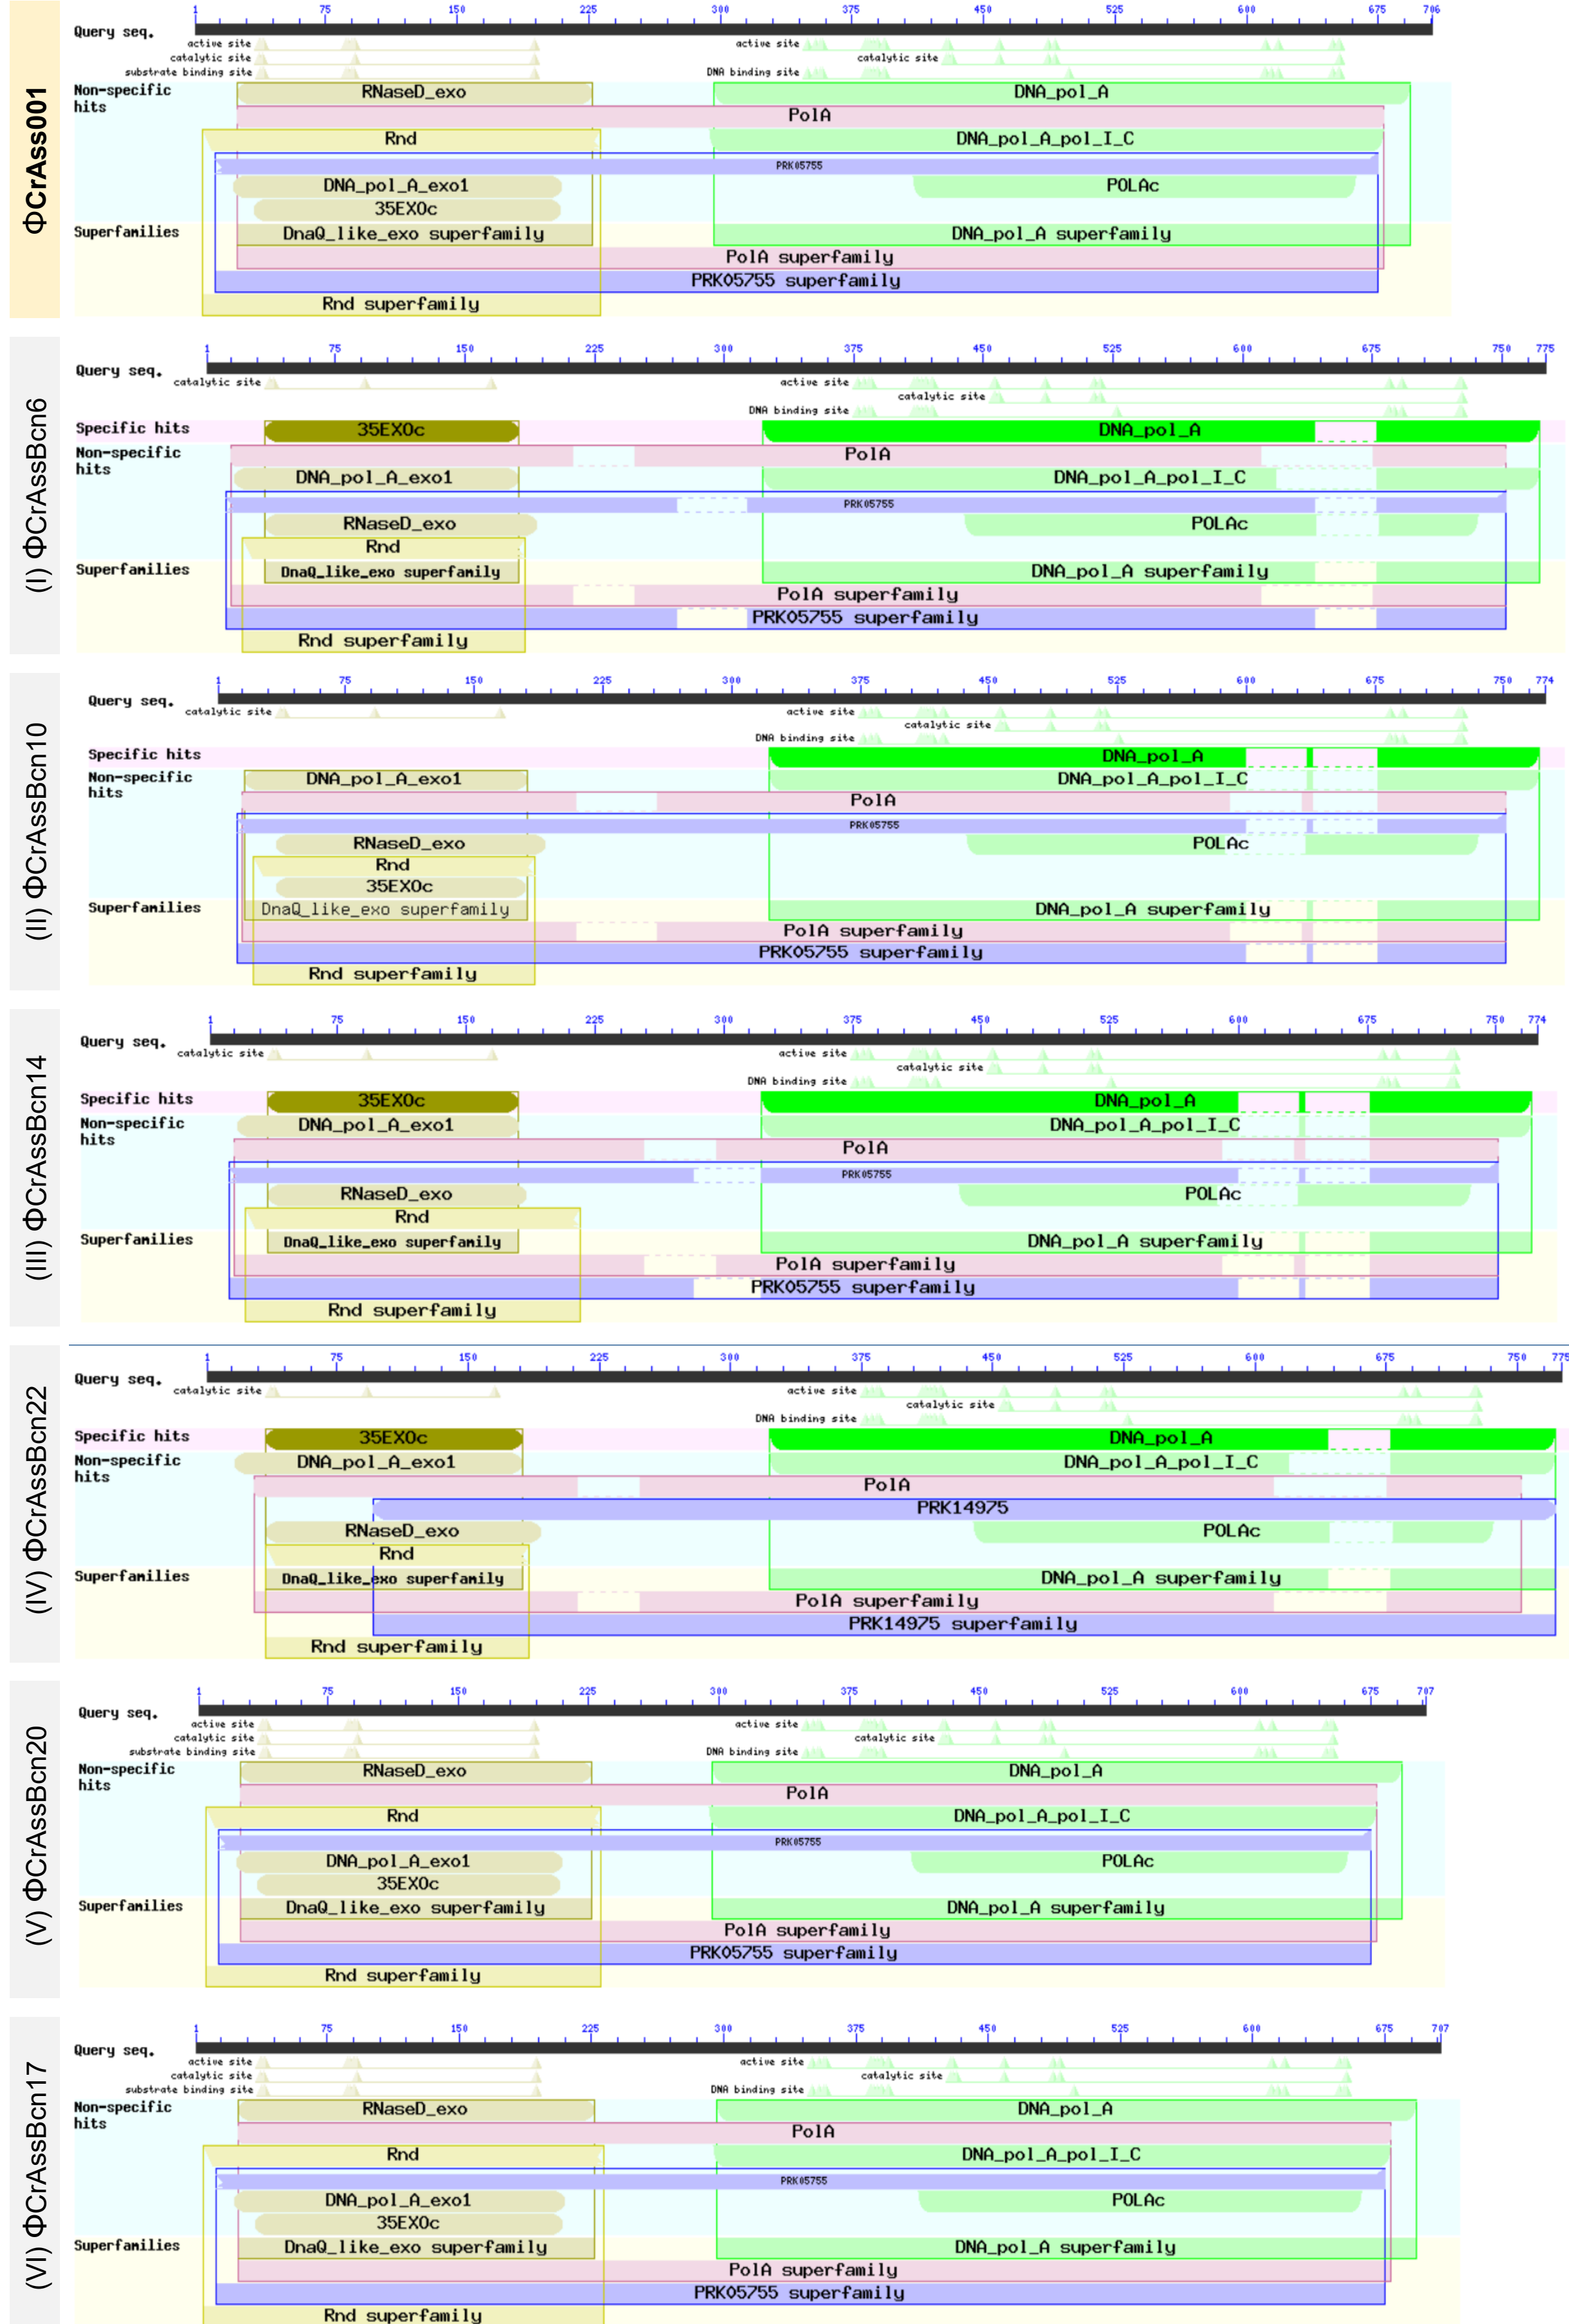 ΦCrAss001
1 75 150 225 300 375 450 525 600 675 706
Query seq.
active site active site
catalytic site catalytic site
substrate binding site DNA binding site
Non-specific hits
RNaseD_exo DNA_pol_A
PolA
Rnd DNA_pol_A_pol_I_C
PRK05755
DNA_pol_A_exo1 POLAc
35EXOc
Superfamilies DnaQ_like_exo superfamily DNA_pol_A superfamily
PolA superfamily
PRK05755 superfamily
Rnd superfamily
(I) ΦCrAssBcn6
1 75 150 225 300 375 450 525 600 675 750 775
Query seq.
catalytic site active site
catalytic site
DNA binding site
Specific hits 35EXOc DNA_pol_A
Non-specific hits
PolA
DNA_pol_A_exo1 DNA_pol_A_pol_I_C
PRK05755
RNaseD_exo POLAc
Rnd
Superfamilies DnaQ_like_exo superfamily DNA_pol_A superfamily
PolA superfamily
PRK05755 superfamily
Rnd superfamily
(II) ΦCrAssBcn10
1 75 150 225 300 375 450 525 600 675 750 774
Query seq.
catalytic site active site
catalytic site
DNA binding site
Specific hits DNA_pol_A
Non-specific hits
DNA_pol_A_exo1 DNA_pol_A_pol_I_C
PolA
PRK05755
RNaseD_exo POLAc
Rnd
35EXOc
Superfamilies DnaQ_like_exo superfamily DNA_pol_A superfamily
PolA superfamily
PRK05755 superfamily
Rnd superfamily
(III) ΦCrAssBcn14
1 75 150 225 300 375 450 525 600 675 750 774
Query seq.
catalytic site active site
catalytic site
DNA binding site
Specific hits 35EXOc DNA_pol_A
Non-specific hits
DNA_pol_A_exo1 DNA_pol_A_pol_I_C
PolA
PRK05755
RNaseD_exo POLAc
Rnd
Superfamilies DnaQ_like_exo superfamily DNA_pol_A superfamily
PolA superfamily
PRK05755 superfamily
Rnd superfamily
(IV) ΦCrAssBcn22
1 75 150 225 300 375 450 525 600 675 750 775
Query seq.
catalytic site active site
catalytic site
DNA binding site
Specific hits 35EXOc DNA_pol_A
Non-specific hits
DNA_pol_A_exo1 DNA_pol_A_pol_I_C
PolA
PRK14975
RNaseD_exo POLAc
Rnd
Superfamilies DnaQ_like_exo superfamily DNA_pol_A superfamily
PolA superfamily
PRK14975 superfamily
Rnd superfamily
(V) ΦCrAssBcn20
1 75 150 225 300 375 450 525 600 675 707
Query seq.
active site active site
catalytic site catalytic site
substrate binding site DNA binding site
Non-specific hits
RNaseD_exo DNA_pol_A
PolA
Rnd DNA_pol_A_pol_I_C
PRK05755
DNA_pol_A_exo1 POLAc
35EXOc
Superfamilies DnaQ_like_exo superfamily DNA_pol_A superfamily
PolA superfamily
PRK05755 superfamily
Rnd superfamily
(VI) ΦCrAssBcn17
1 75 150 225 300 375 450 525 600 675 707
Query seq.
active site active site
catalytic site catalytic site
substrate binding site DNA binding site
Non-specific hits
RNaseD_exo DNA_pol_A
PolA
Rnd DNA_pol_A_pol_I_C
PRK05755
DNA_pol_A_exo1 POLAc
35EXOc
Superfamilies DnaQ_like_exo superfamily DNA_pol_A superfamily
PolA superfamily
PRK05755 superfamily
Rnd superfamily